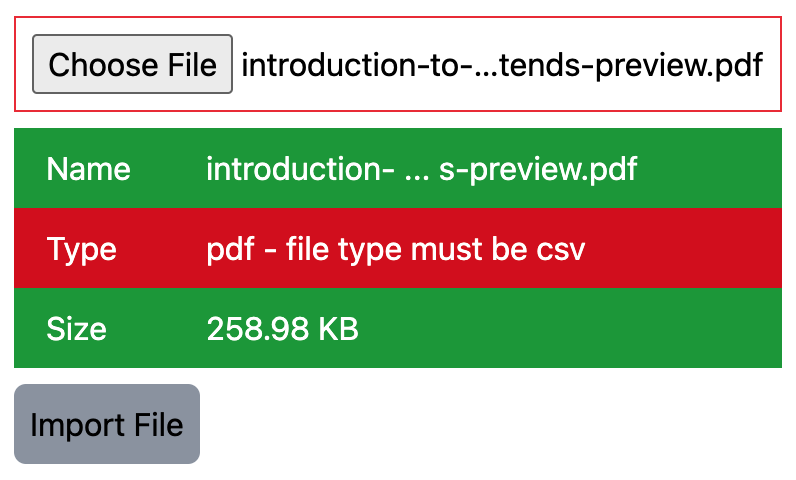 Choose File introduction-to-...tends-preview.pdf
Name introduction- ... s-preview.pdf
Type pdf - file type must be csv
Size 258.98 KB
Import File